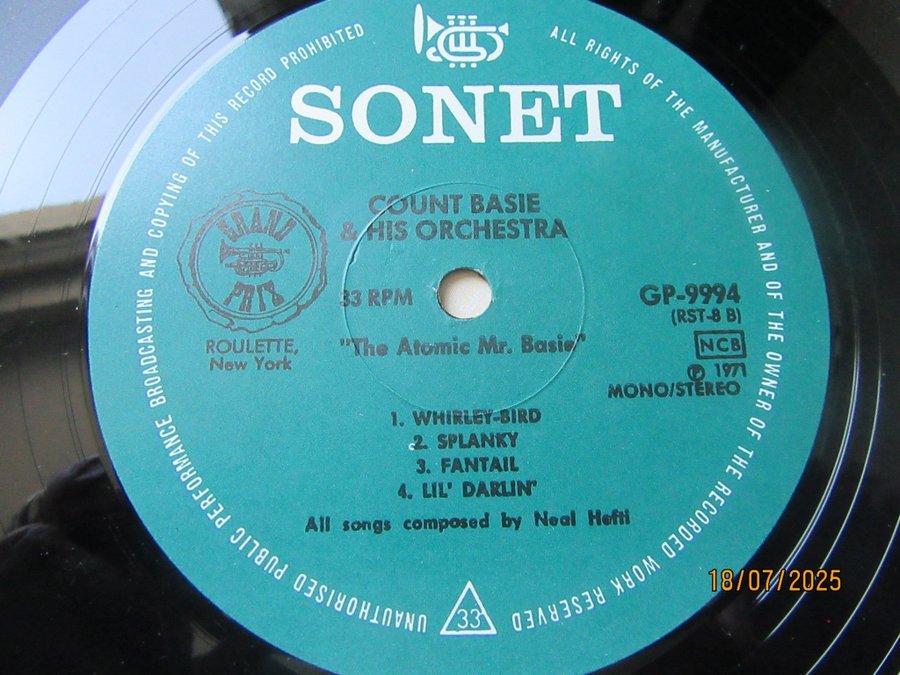 UNAUTHORISED PUBLIC PERFORMANCE BROADCASTING AND COPYING OF THIS RECORD PROHIBITED
ALL RIGHTS OF THE MANUFACTURER AND OF THE OWNER OF THE RECORDED WORK RESERVED
SONET
COUNT BASIE
& HIS ORCHESTRA
GRAND
PRIX
33 RPM
GP-9994
(RST-8 B)
ROULETTE,
New York
"The Atomic Mr. Basie"
NCB
℗ 1971
MONO/STEREO
1. WHIRLEY-BIRD
2. SPLANKY
3. FANTAIL
4. LIL' DARLIN'
All songs composed by Neal Hefti
33
18/07/2025